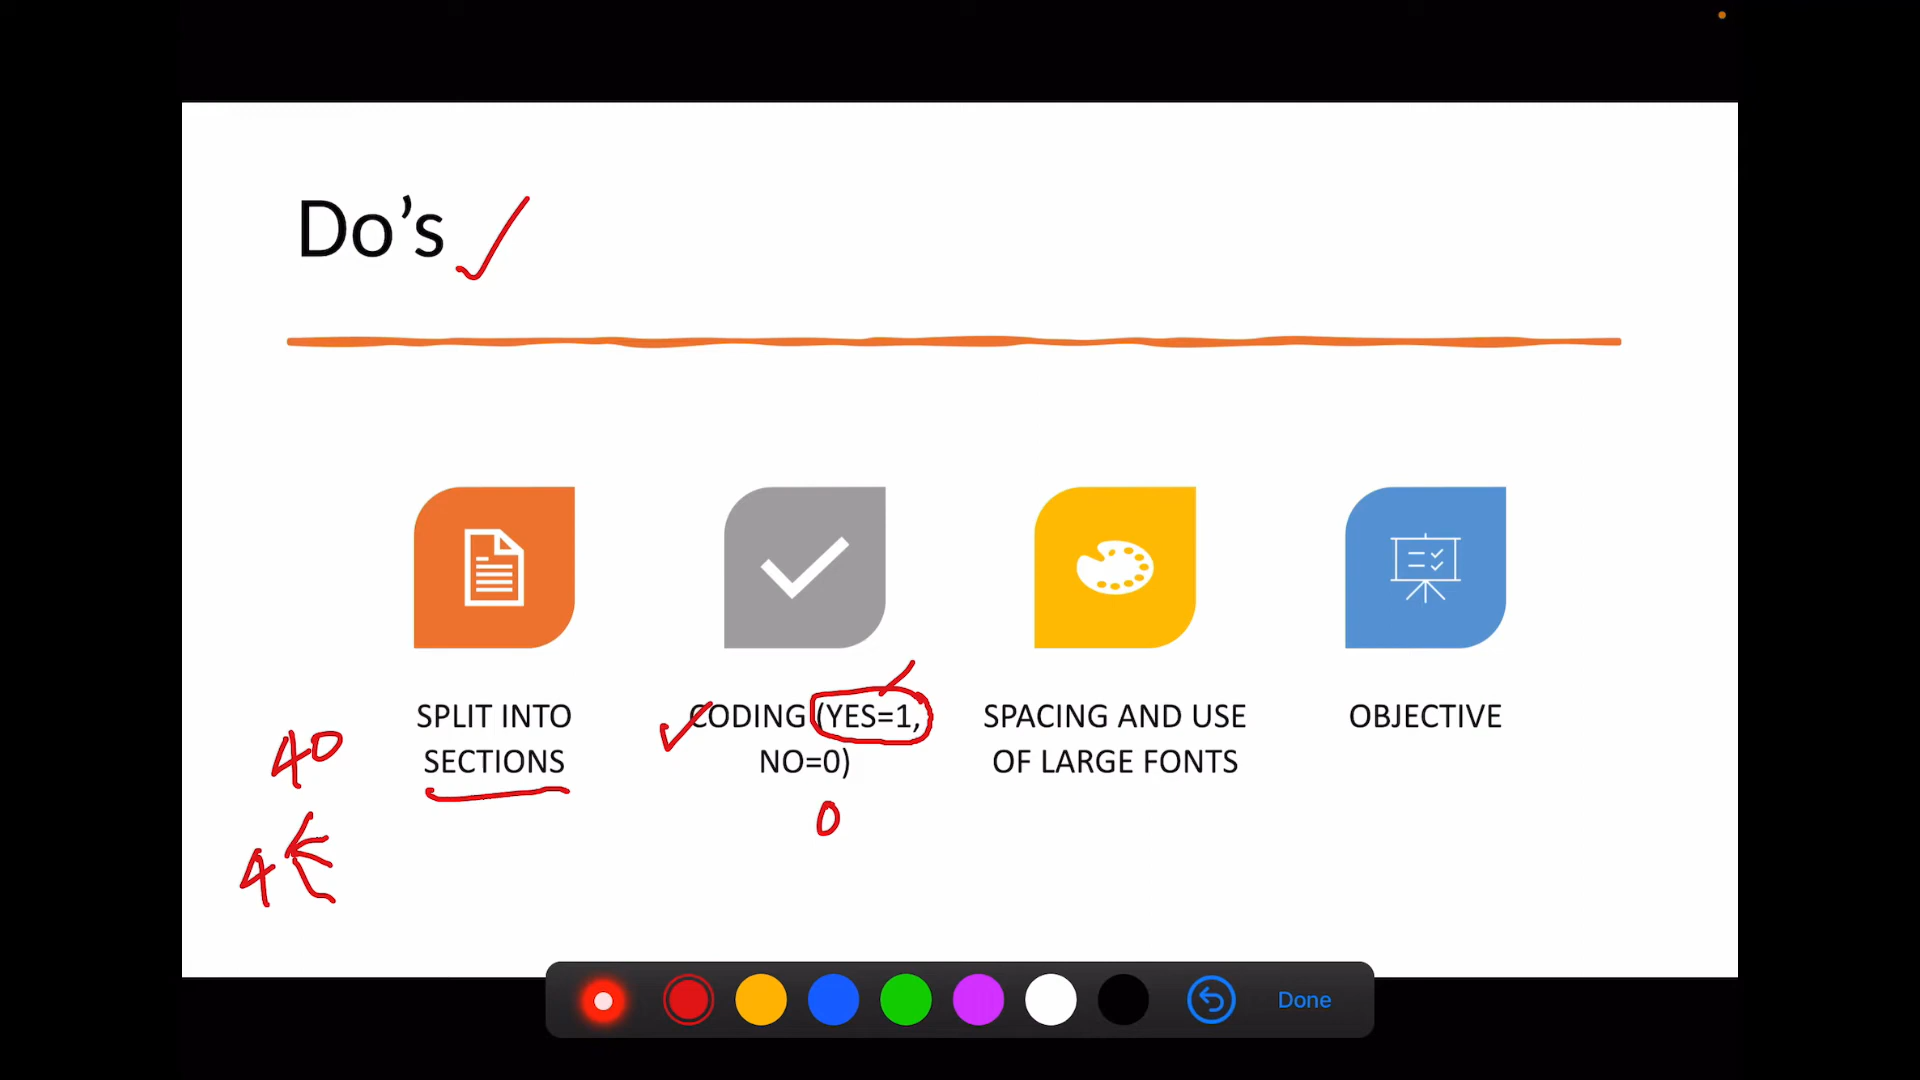 Do's
SPLIT INTO
SECTIONS
CODING (YES=1,
NO=0)
SPACING AND USE
OF LARGE FONTS
OBJECTIVE
40
4
0
Done